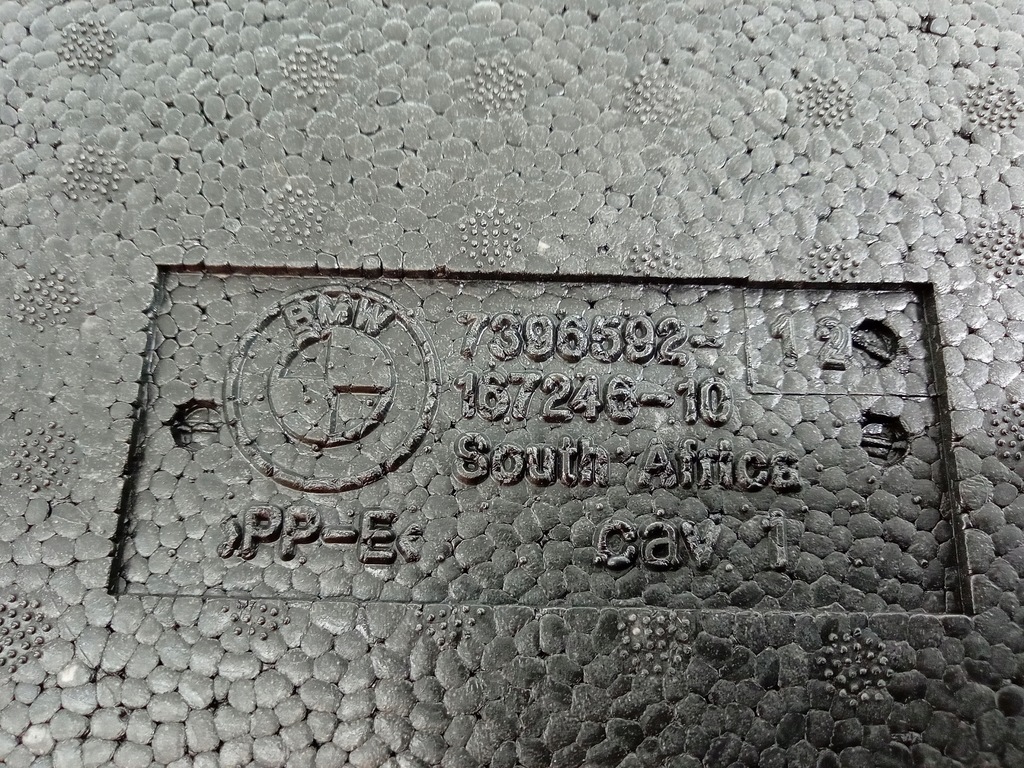 BMW
7396592- 12
167246-10
South Africa
>PP-E<
cav 1